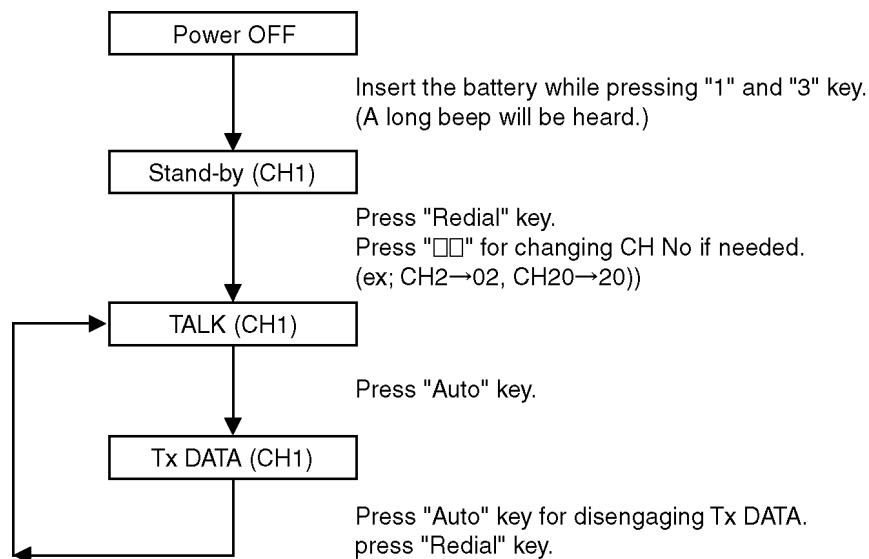 Power OFF
Insert the battery while pressing "1" and "3" key.
(A long beep will be heard.)
Stand-by (CH1)
Press "Redial" key.
Press "□□" for changing CH No if needed.
(ex; CH2→02, CH20→20))
TALK (CH1)
Press "Auto" key.
Tx DATA (CH1)
Press "Auto" key for disengaging Tx DATA.
press "Redial" key.